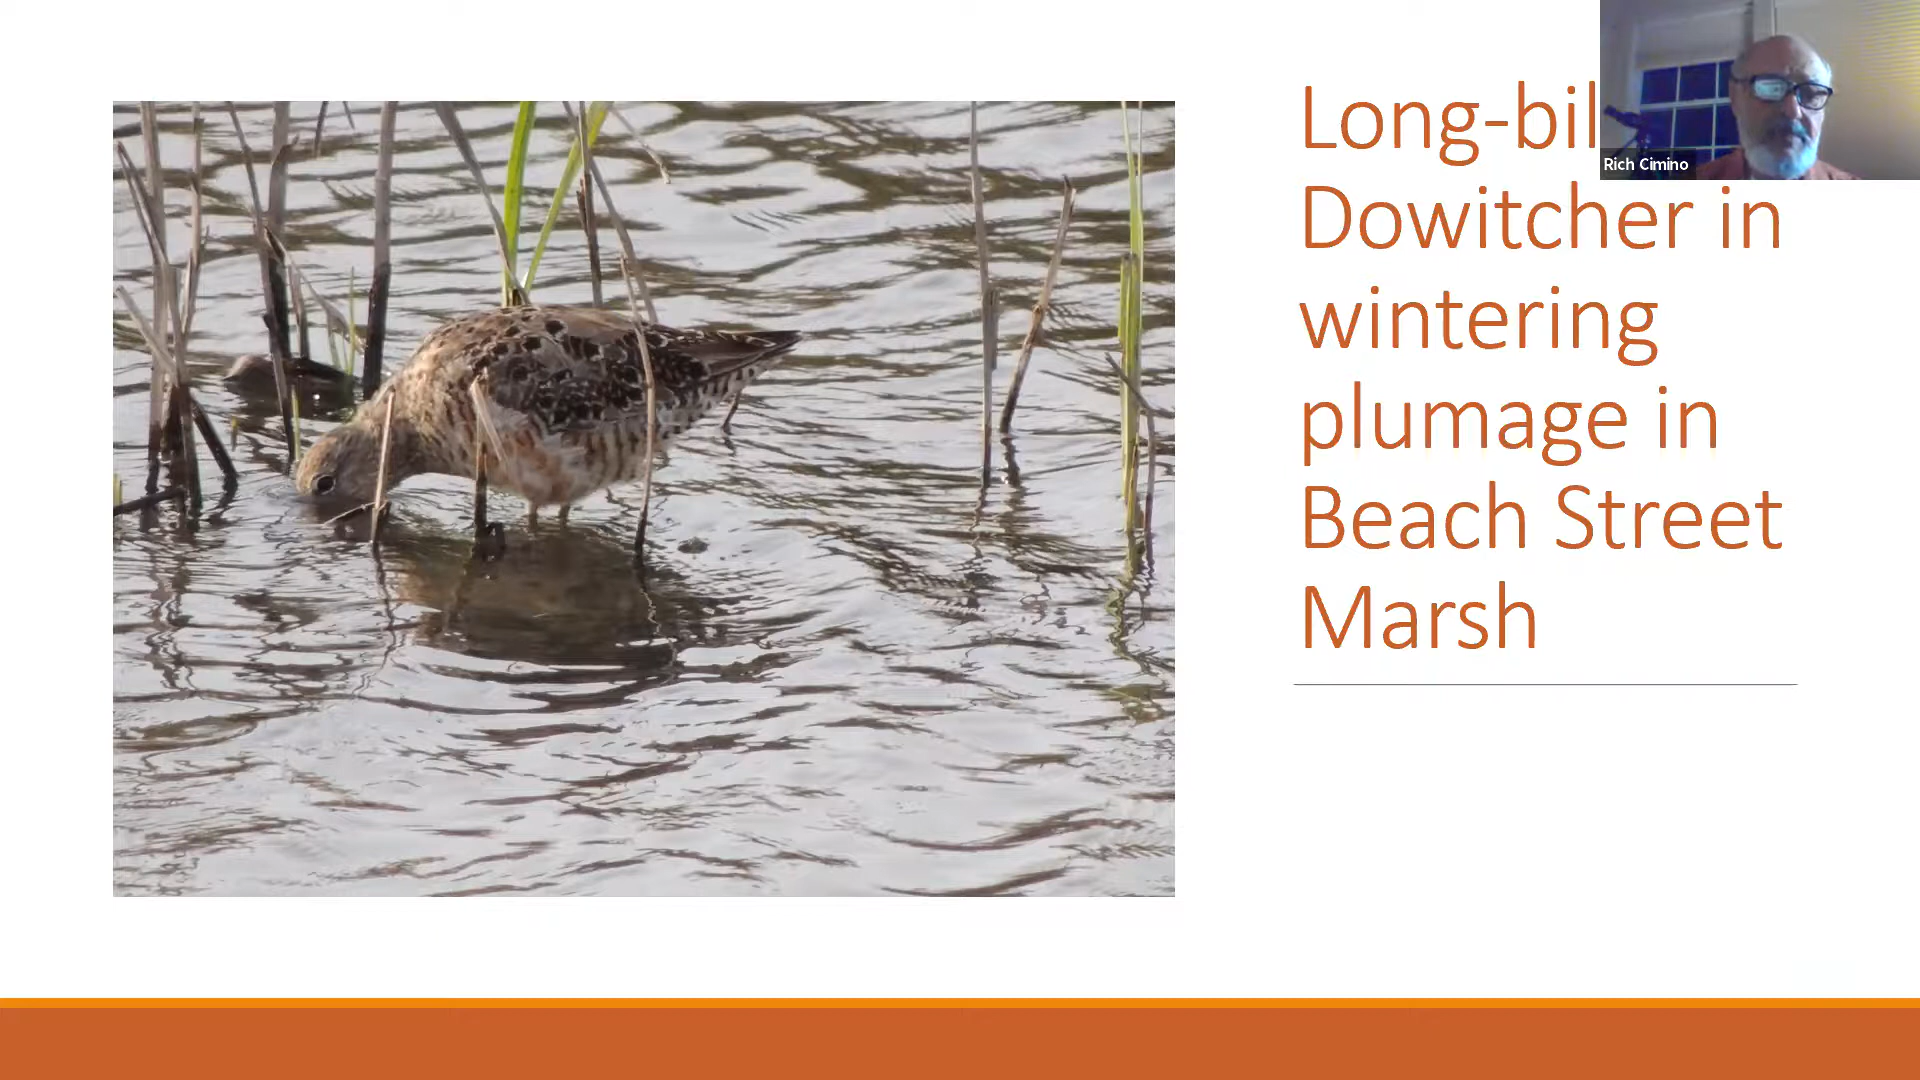 Long-bil
Dowitcher in
wintering
plumage in
Beach Street
Marsh
Rich Cimino